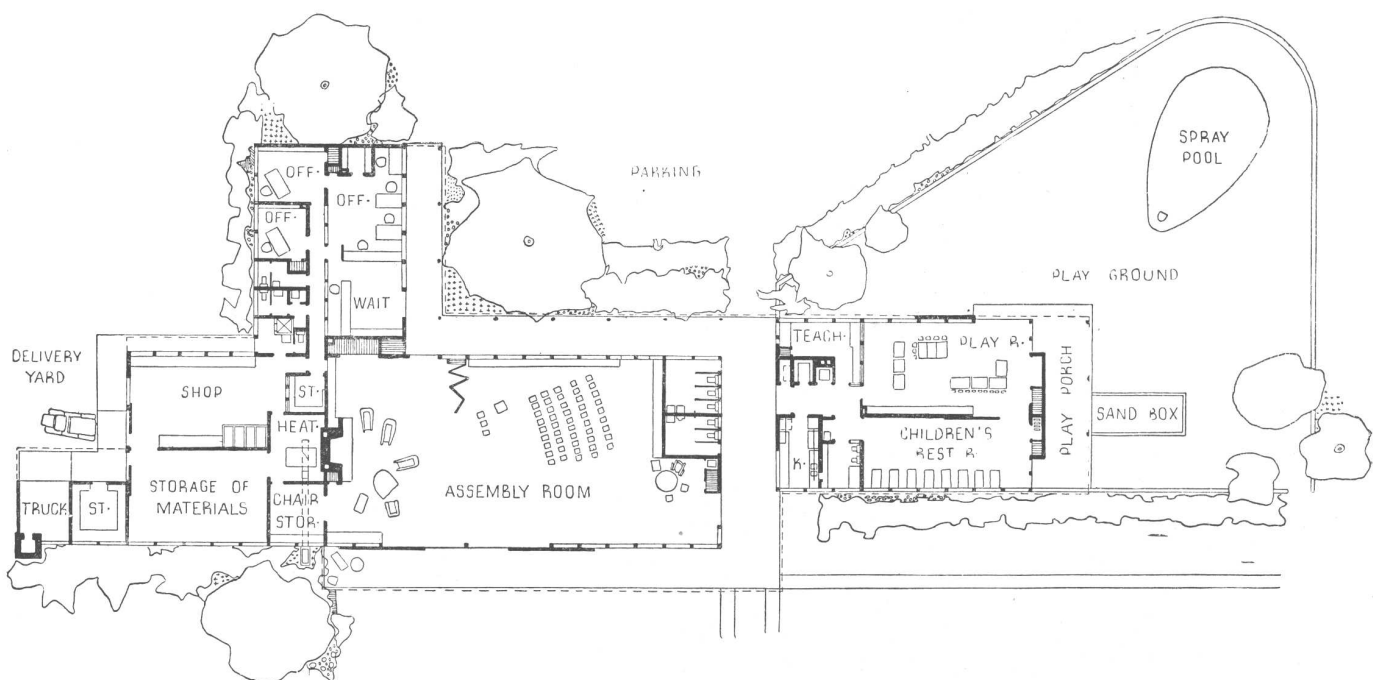 SPRAY
POOL
PARKING
OFF.
OFF.
OFF.
PLAY GROUND
WAIT
TEACH.
PLAY R.
DELIVERY
YARD
SHOP
ST.
PLAY PORCH
SAND BOX
HEAT.
CHILDREN'S
REST R.
K.
STORAGE OF
MATERIALS
ASSEMBLY ROOM
CHAIR
STOR.
TRUCK
ST.